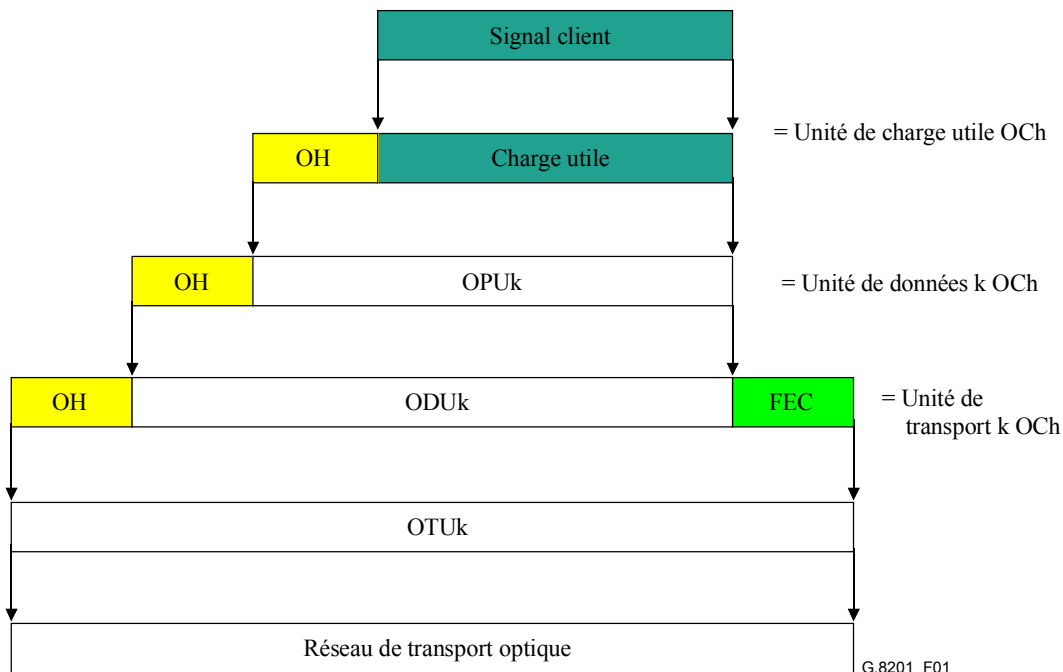 Signal client
OH
Charge utile
= Unité de charge utile OCh
OH
OPUk
= Unité de données k OCh
OH
ODUk
FEC
= Unité de
transport k OCh
OTUk
Réseau de transport optique
G.8201_F01